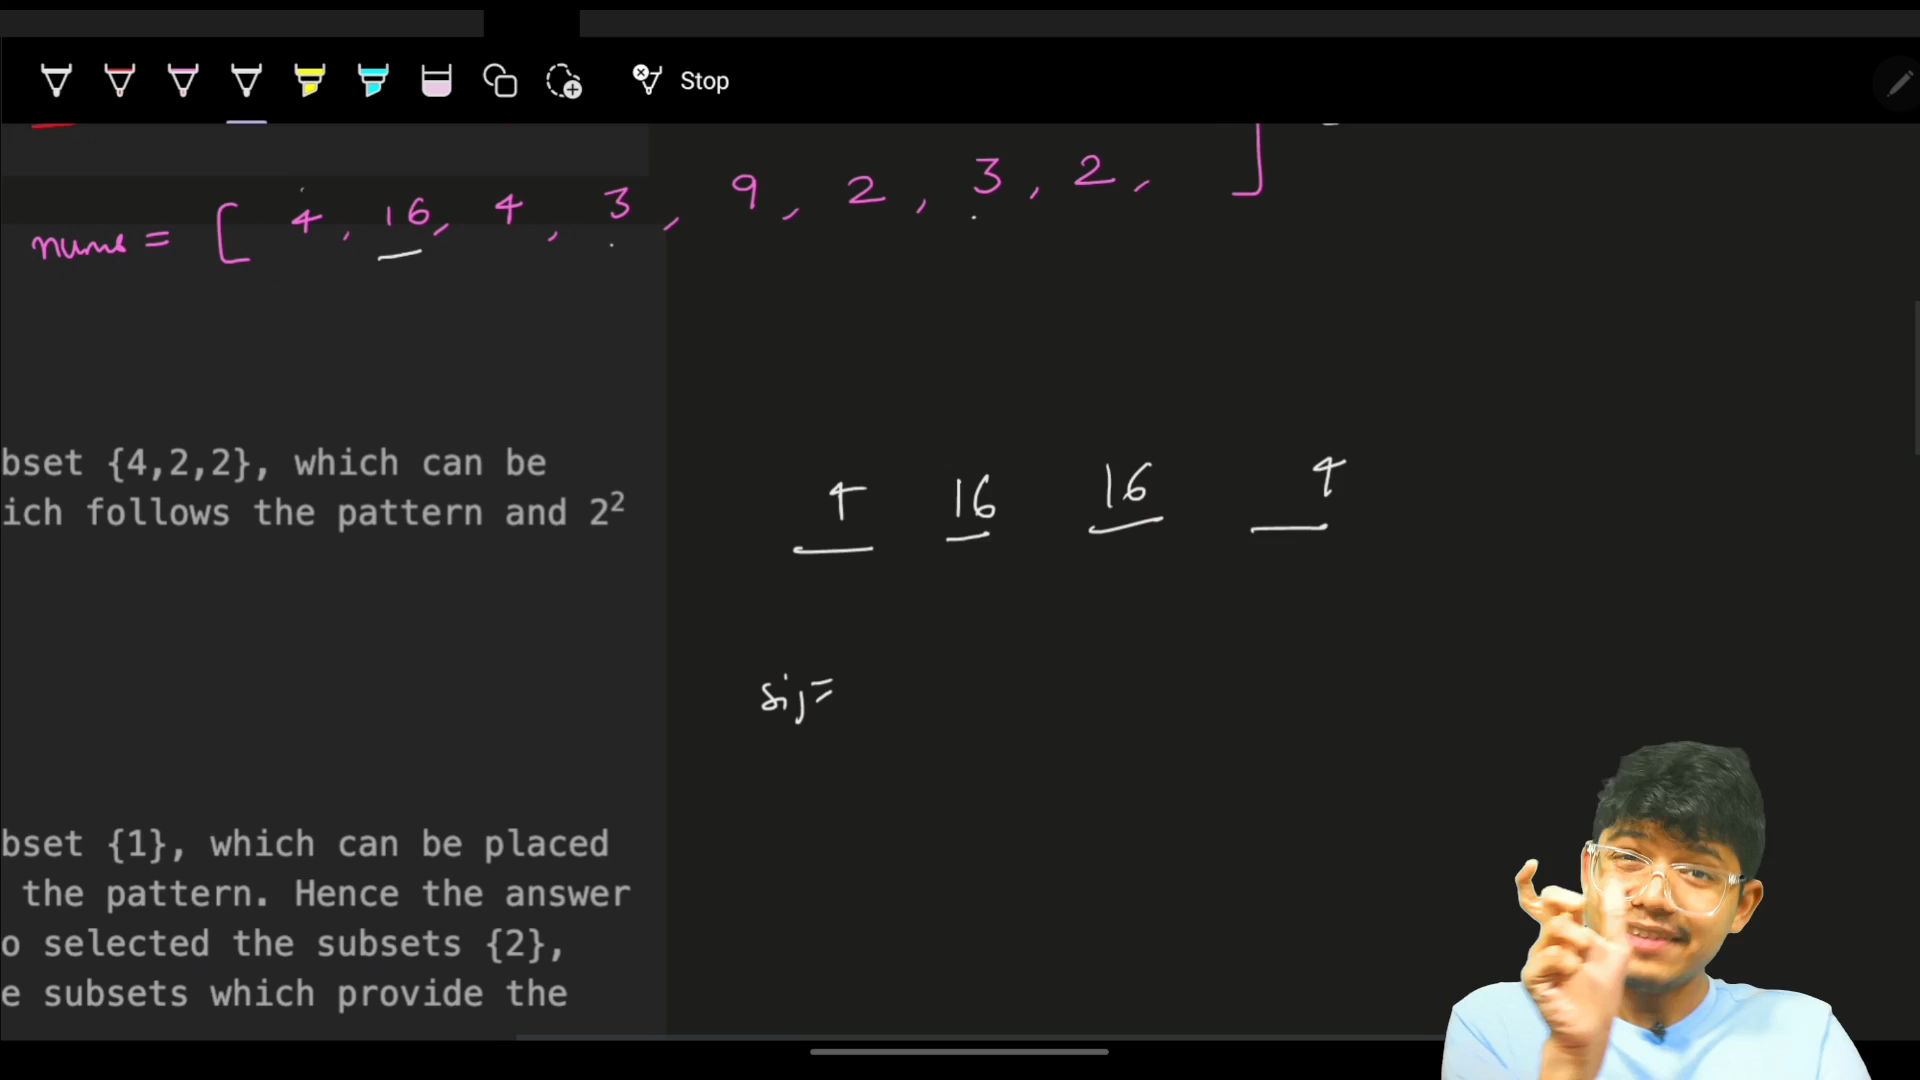 Stop
nums = [ 4, 16, 4, 3, 9, 2, 3, 2, ]
bset {4,2,2}, which can be
ich follows the pattern and 2²
4 16 16 4
siz=
bset {1}, which can be placed
the pattern. Hence the answer
o selected the subsets {2},
e subsets which provide the